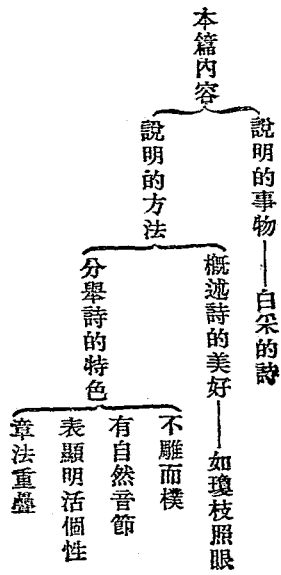 本篇內容
說明的事物——白采的詩
說明的方法
概述詩的美好——如瓊枝照眼
分舉詩的特色
不雕而樸
有自然音節
表顯明活個性
章法重疊